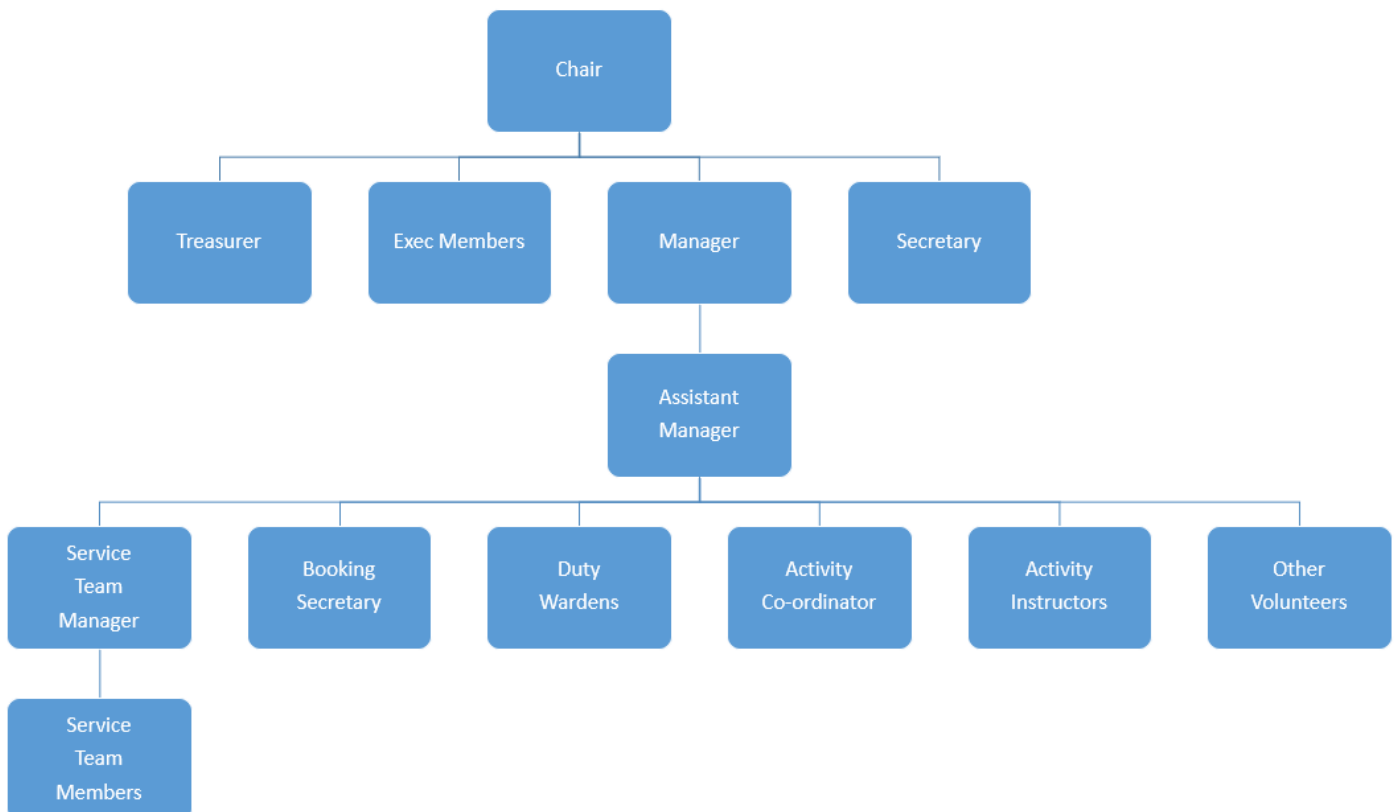 Chair
Treasurer
Exec Members
Manager
Secretary
Assistant
Manager
Service
Team
Manager
Booking
Secretary
Duty
Wardens
Activity
Co-ordinator
Activity
Instructors
Other
Volunteers
Service
Team
Members